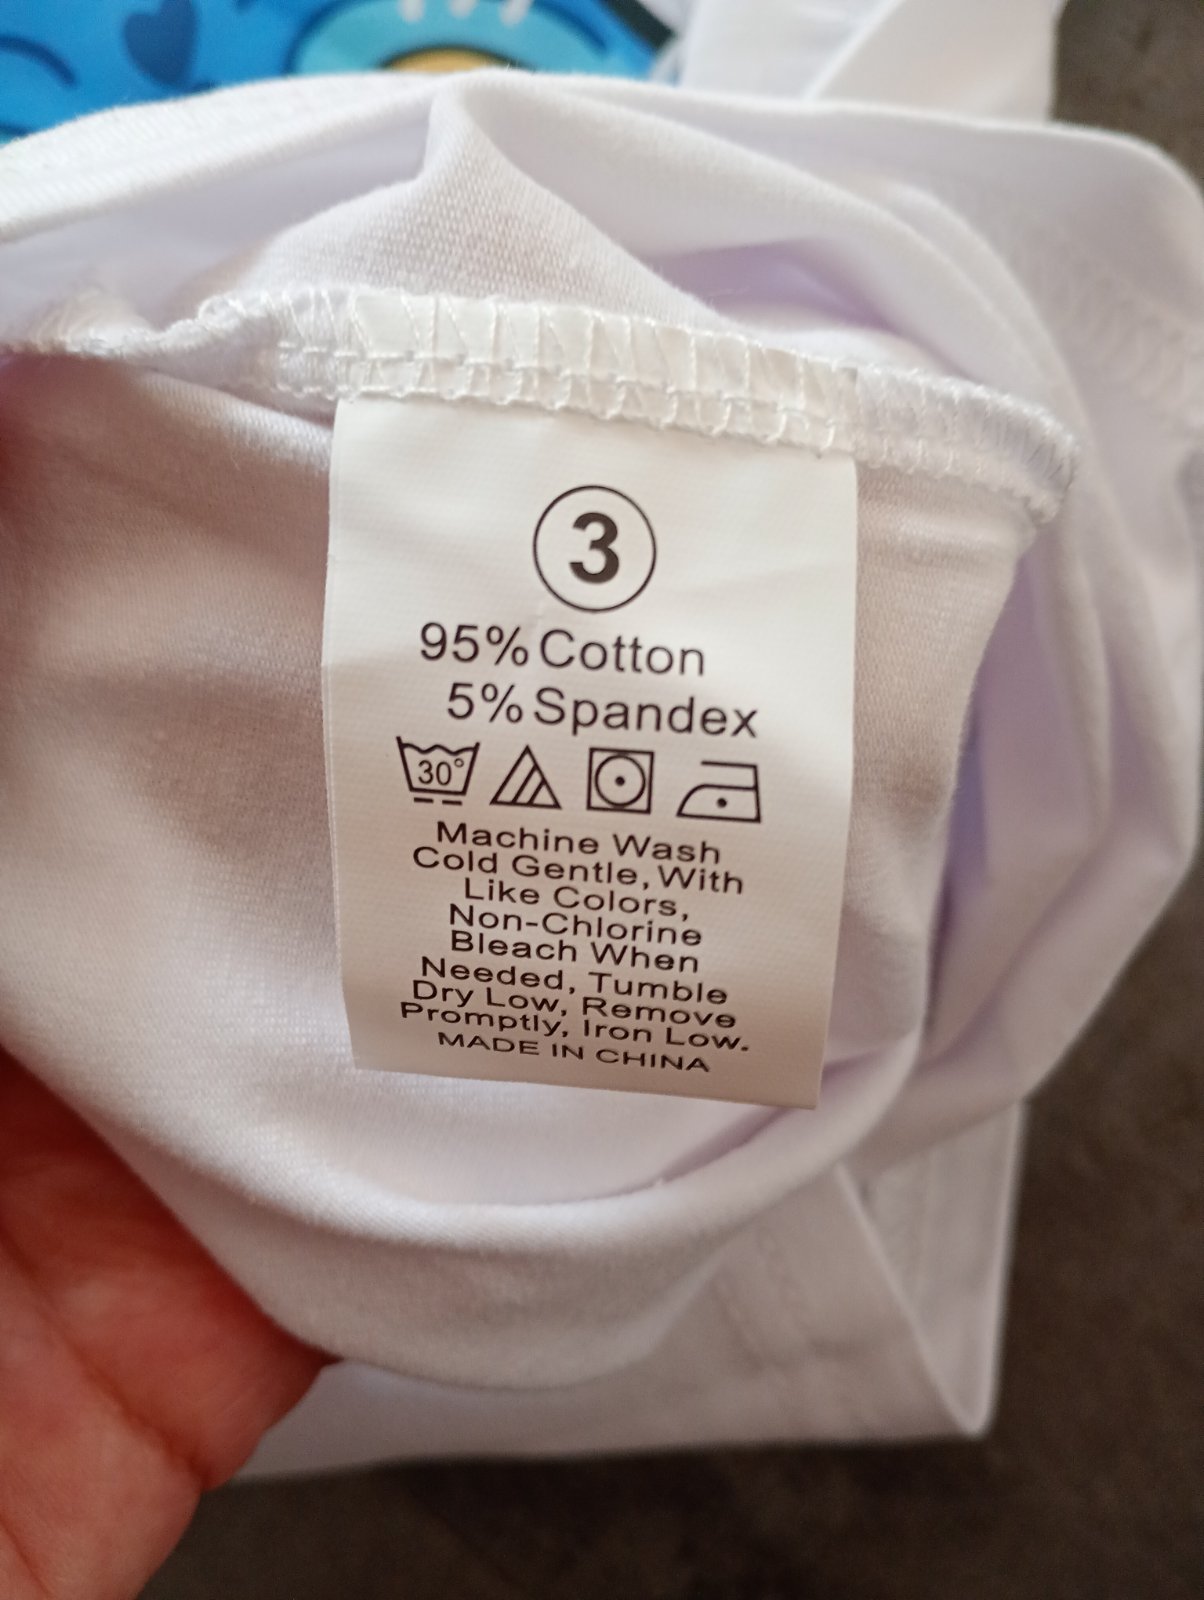 3
95% Cotton
5% Spandex
30°
Machine Wash
Cold Gentle, With
Like Colors,
Non-Chlorine
Bleach When
Needed, Tumble
Dry Low, Remove
Promptly, Iron Low.
MADE IN CHINA